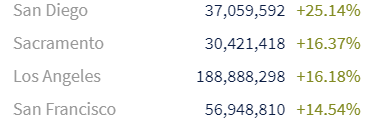 San Diego 37,059,592 +25.14%
Sacramento 30,421,418 +16.37%
Los Angeles 188,888,298 +16.18%
San Francisco 56,948,810 +14.54%